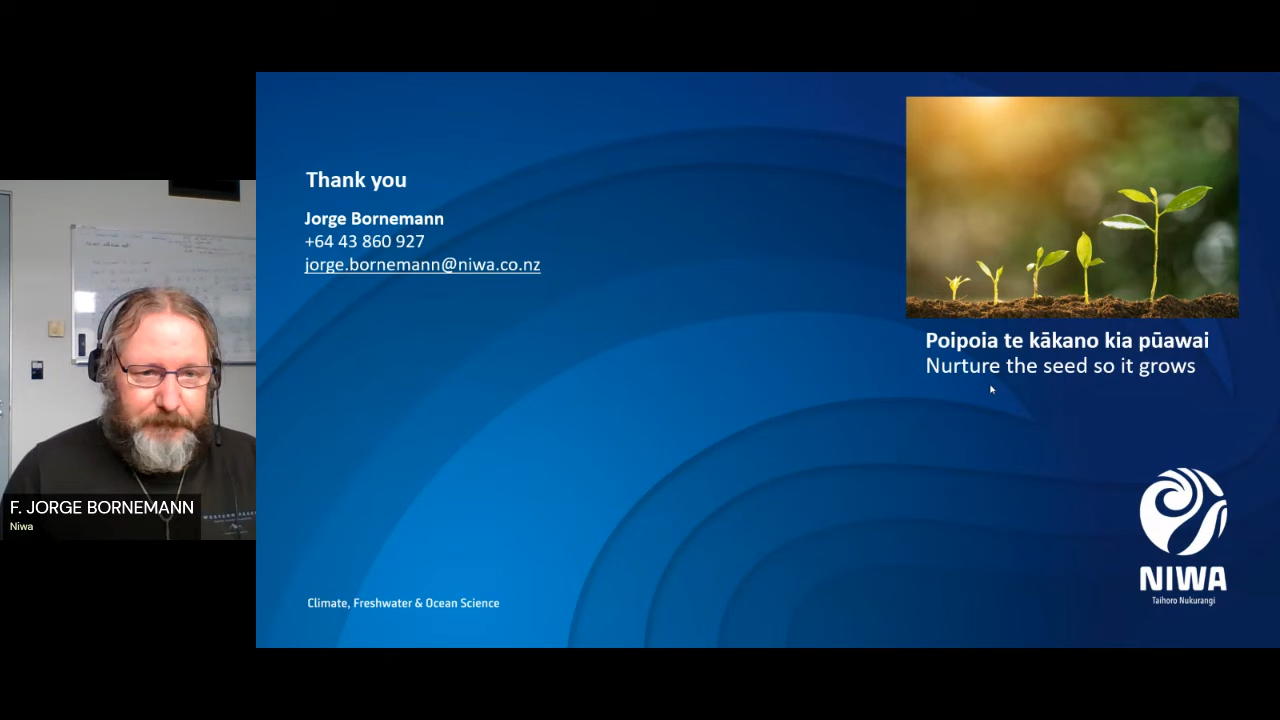 Thank you
Jorge Bornemann
+64 43 860 927
jorge.bornemann@niwa.co.nz
Poipoia te kākano kia pūawai
Nurture the seed so it grows
F. JORGE BORNEMANN
Niwa
NIWA
Taihoro Nukurangi
Climate, Freshwater & Ocean Science